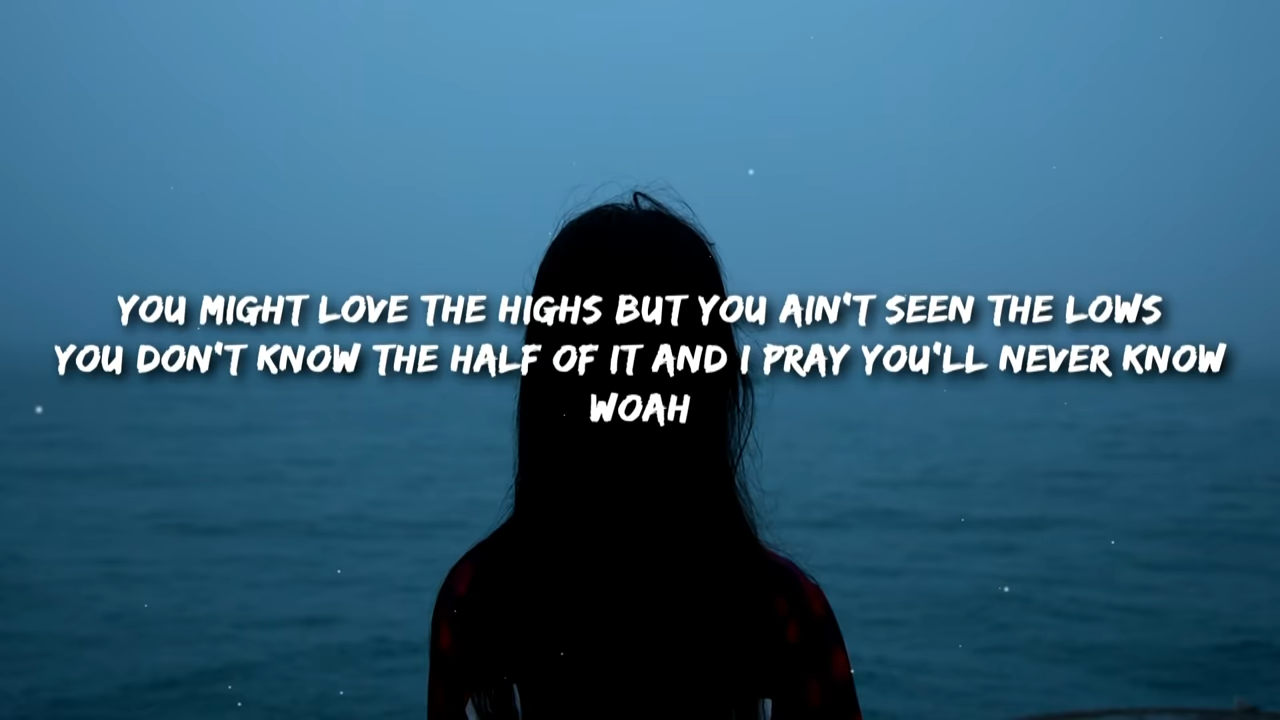 YOU MIGHT LOVE THE HIGHS BUT YOU AIN'T SEEN THE LOWS
YOU DON'T KNOW THE HALF OF IT AND I PRAY YOU'LL NEVER KNOW
WOAH